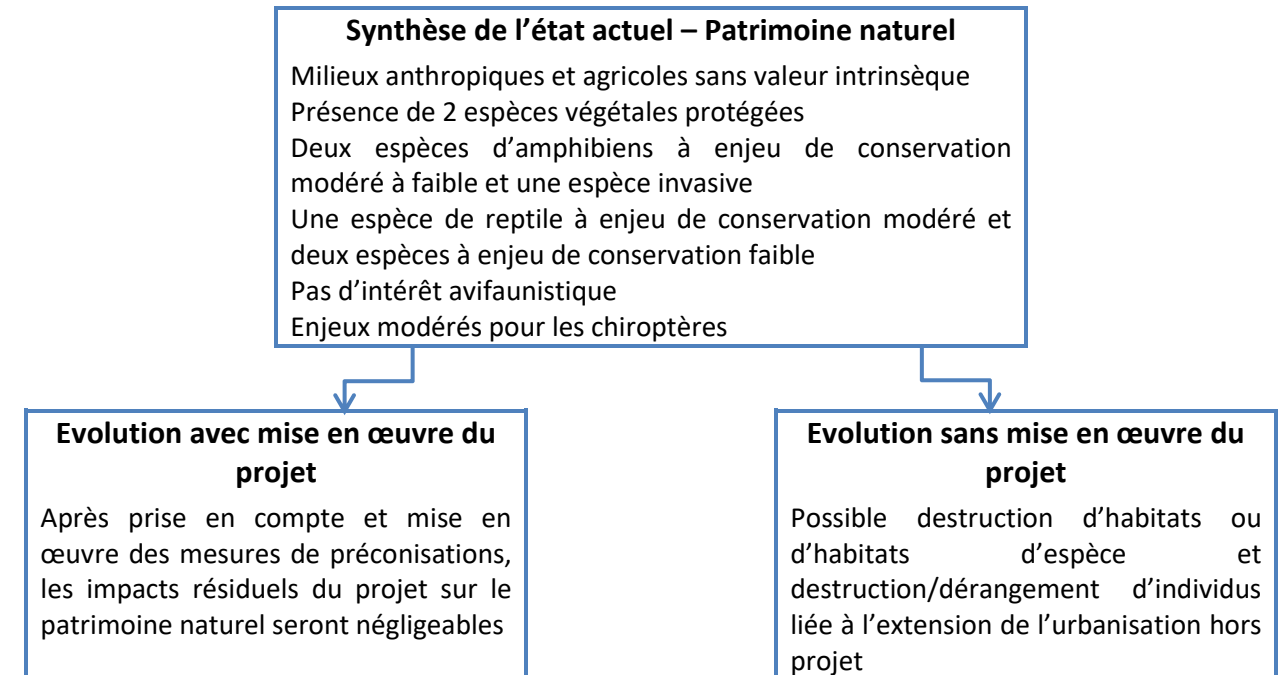 Synthèse de l’état actuel – Patrimoine naturel
Milieux anthropiques et agricoles sans valeur intrinsèque
Présence de 2 espèces végétales protégées
Deux espèces d’amphibiens à enjeu de conservation
modéré à faible et une espèce invasive
Une espèce de reptile à enjeu de conservation modéré et
deux espèces à enjeu de conservation faible
Pas d’intérêt avifaunistique
Enjeux modérés pour les chiroptères
Evolution avec mise en œuvre du
projet
Après prise en compte et mise en
œuvre des mesures de préconisations,
les impacts résiduels du projet sur le
patrimoine naturel seront négligeables
Evolution sans mise en œuvre du
projet
Possible destruction d’habitats ou
d’habitats d’espèce et
destruction/dérangement d’individus
liée à l’extension de l’urbanisation hors
projet